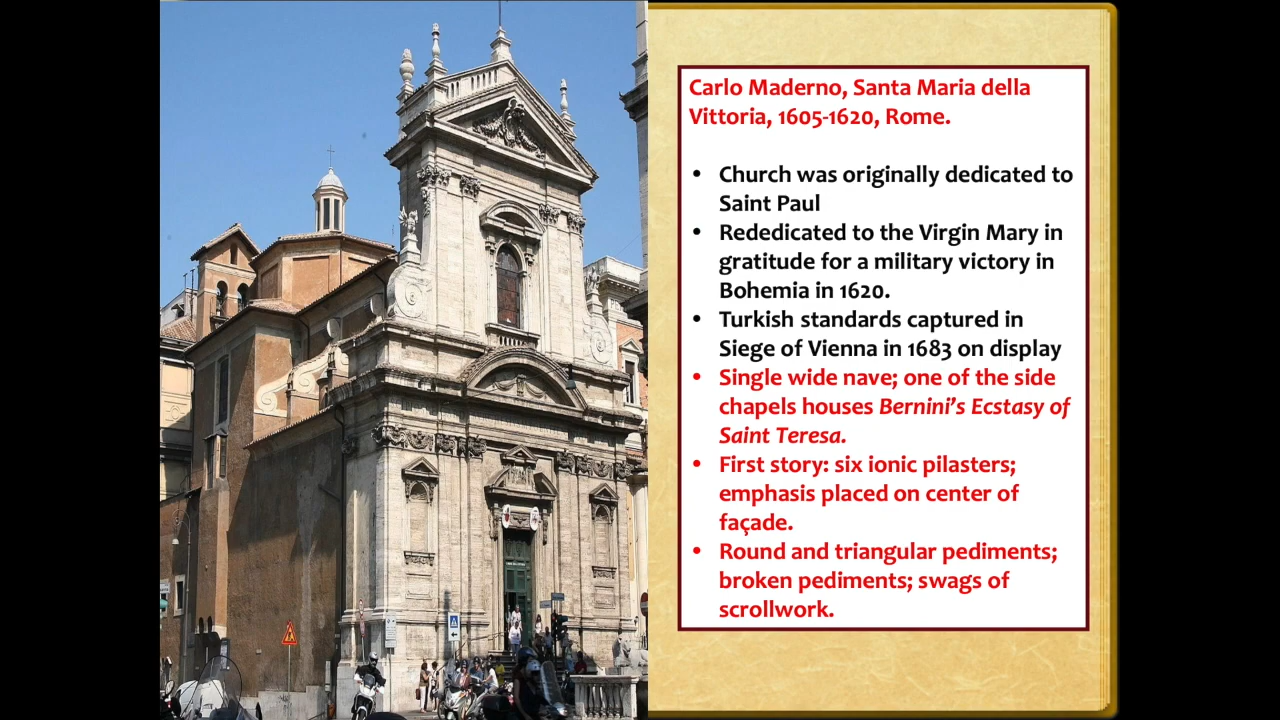 Carlo Maderno, Santa Maria della
Vittoria, 1605-1620, Rome.
• Church was originally dedicated to
Saint Paul
• Rededicated to the Virgin Mary in
gratitude for a military victory in
Bohemia in 1620.
• Turkish standards captured in
Siege of Vienna in 1683 on display
• Single wide nave; one of the side
chapels houses Bernini’s Ecstasy of
Saint Teresa.
• First story: six ionic pilasters;
emphasis placed on center of
façade.
• Round and triangular pediments;
broken pediments; swags of
scrollwork.